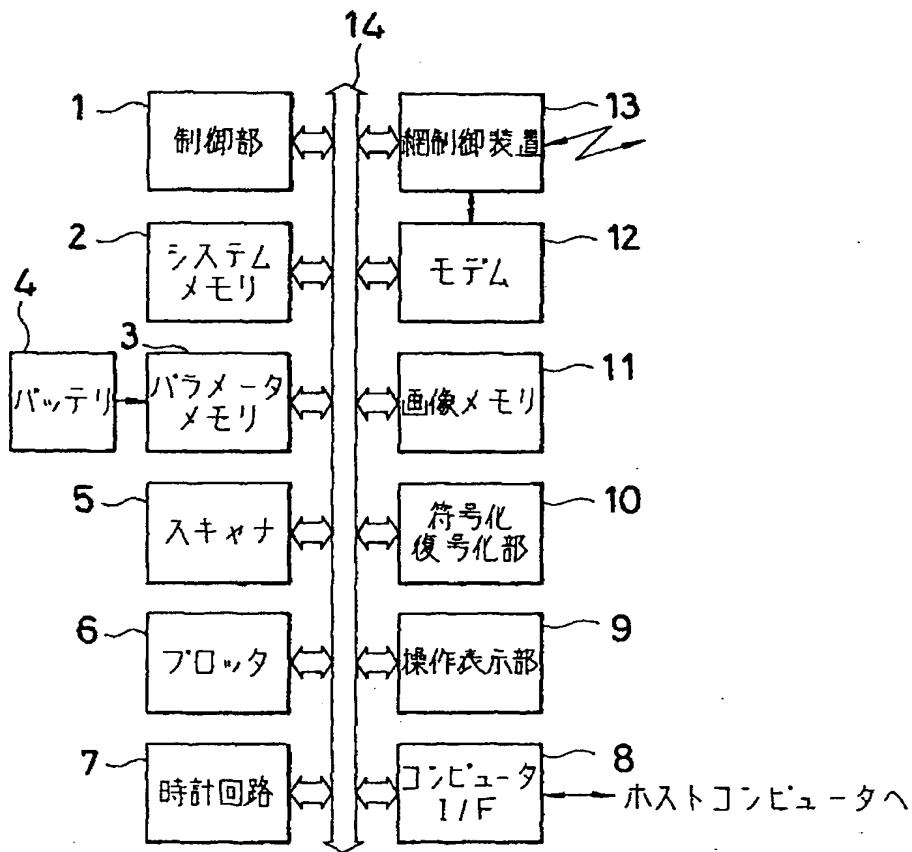 14
1
制御部
13
網制御装置
2
システム
メモリ
12
モデム
4
バッテリ
3
パラメータ
メモリ
11
画像メモリ
5
スキャナ
10
符号化
復号化部
6
プロッタ
9
操作表示部
7
時計回路
8
コンピュータ
I/F
ホストコンピュータへ